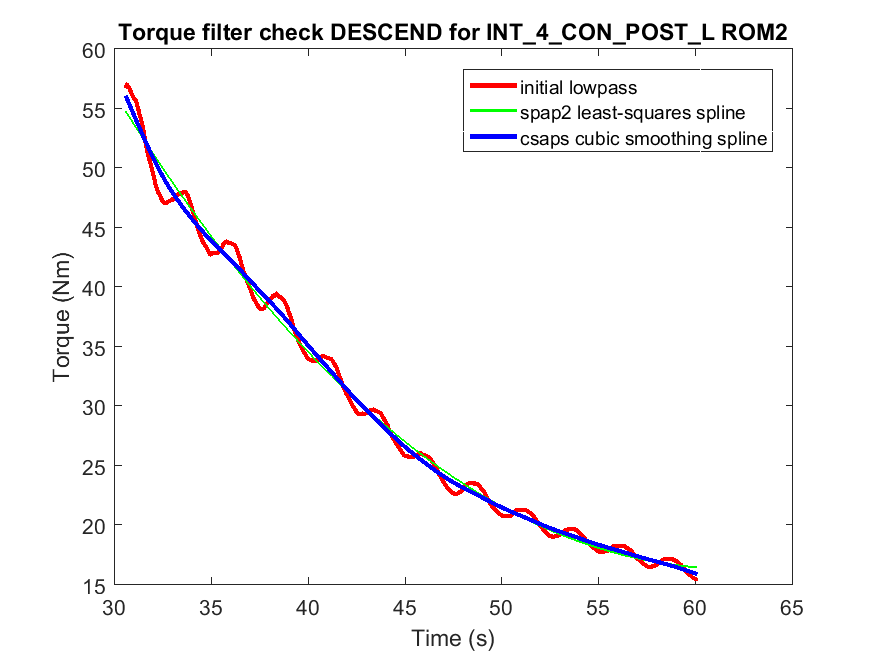 Torque filter check DESCEND for INT_4_CON_POST_L ROM2
60
55
50
45
40
35
30
25
20
15
Torque (Nm)
initial lowpass
spap2 least-squares spline
csaps cubic smoothing spline
30 35 40 45 50 55 60 65
Time (s)